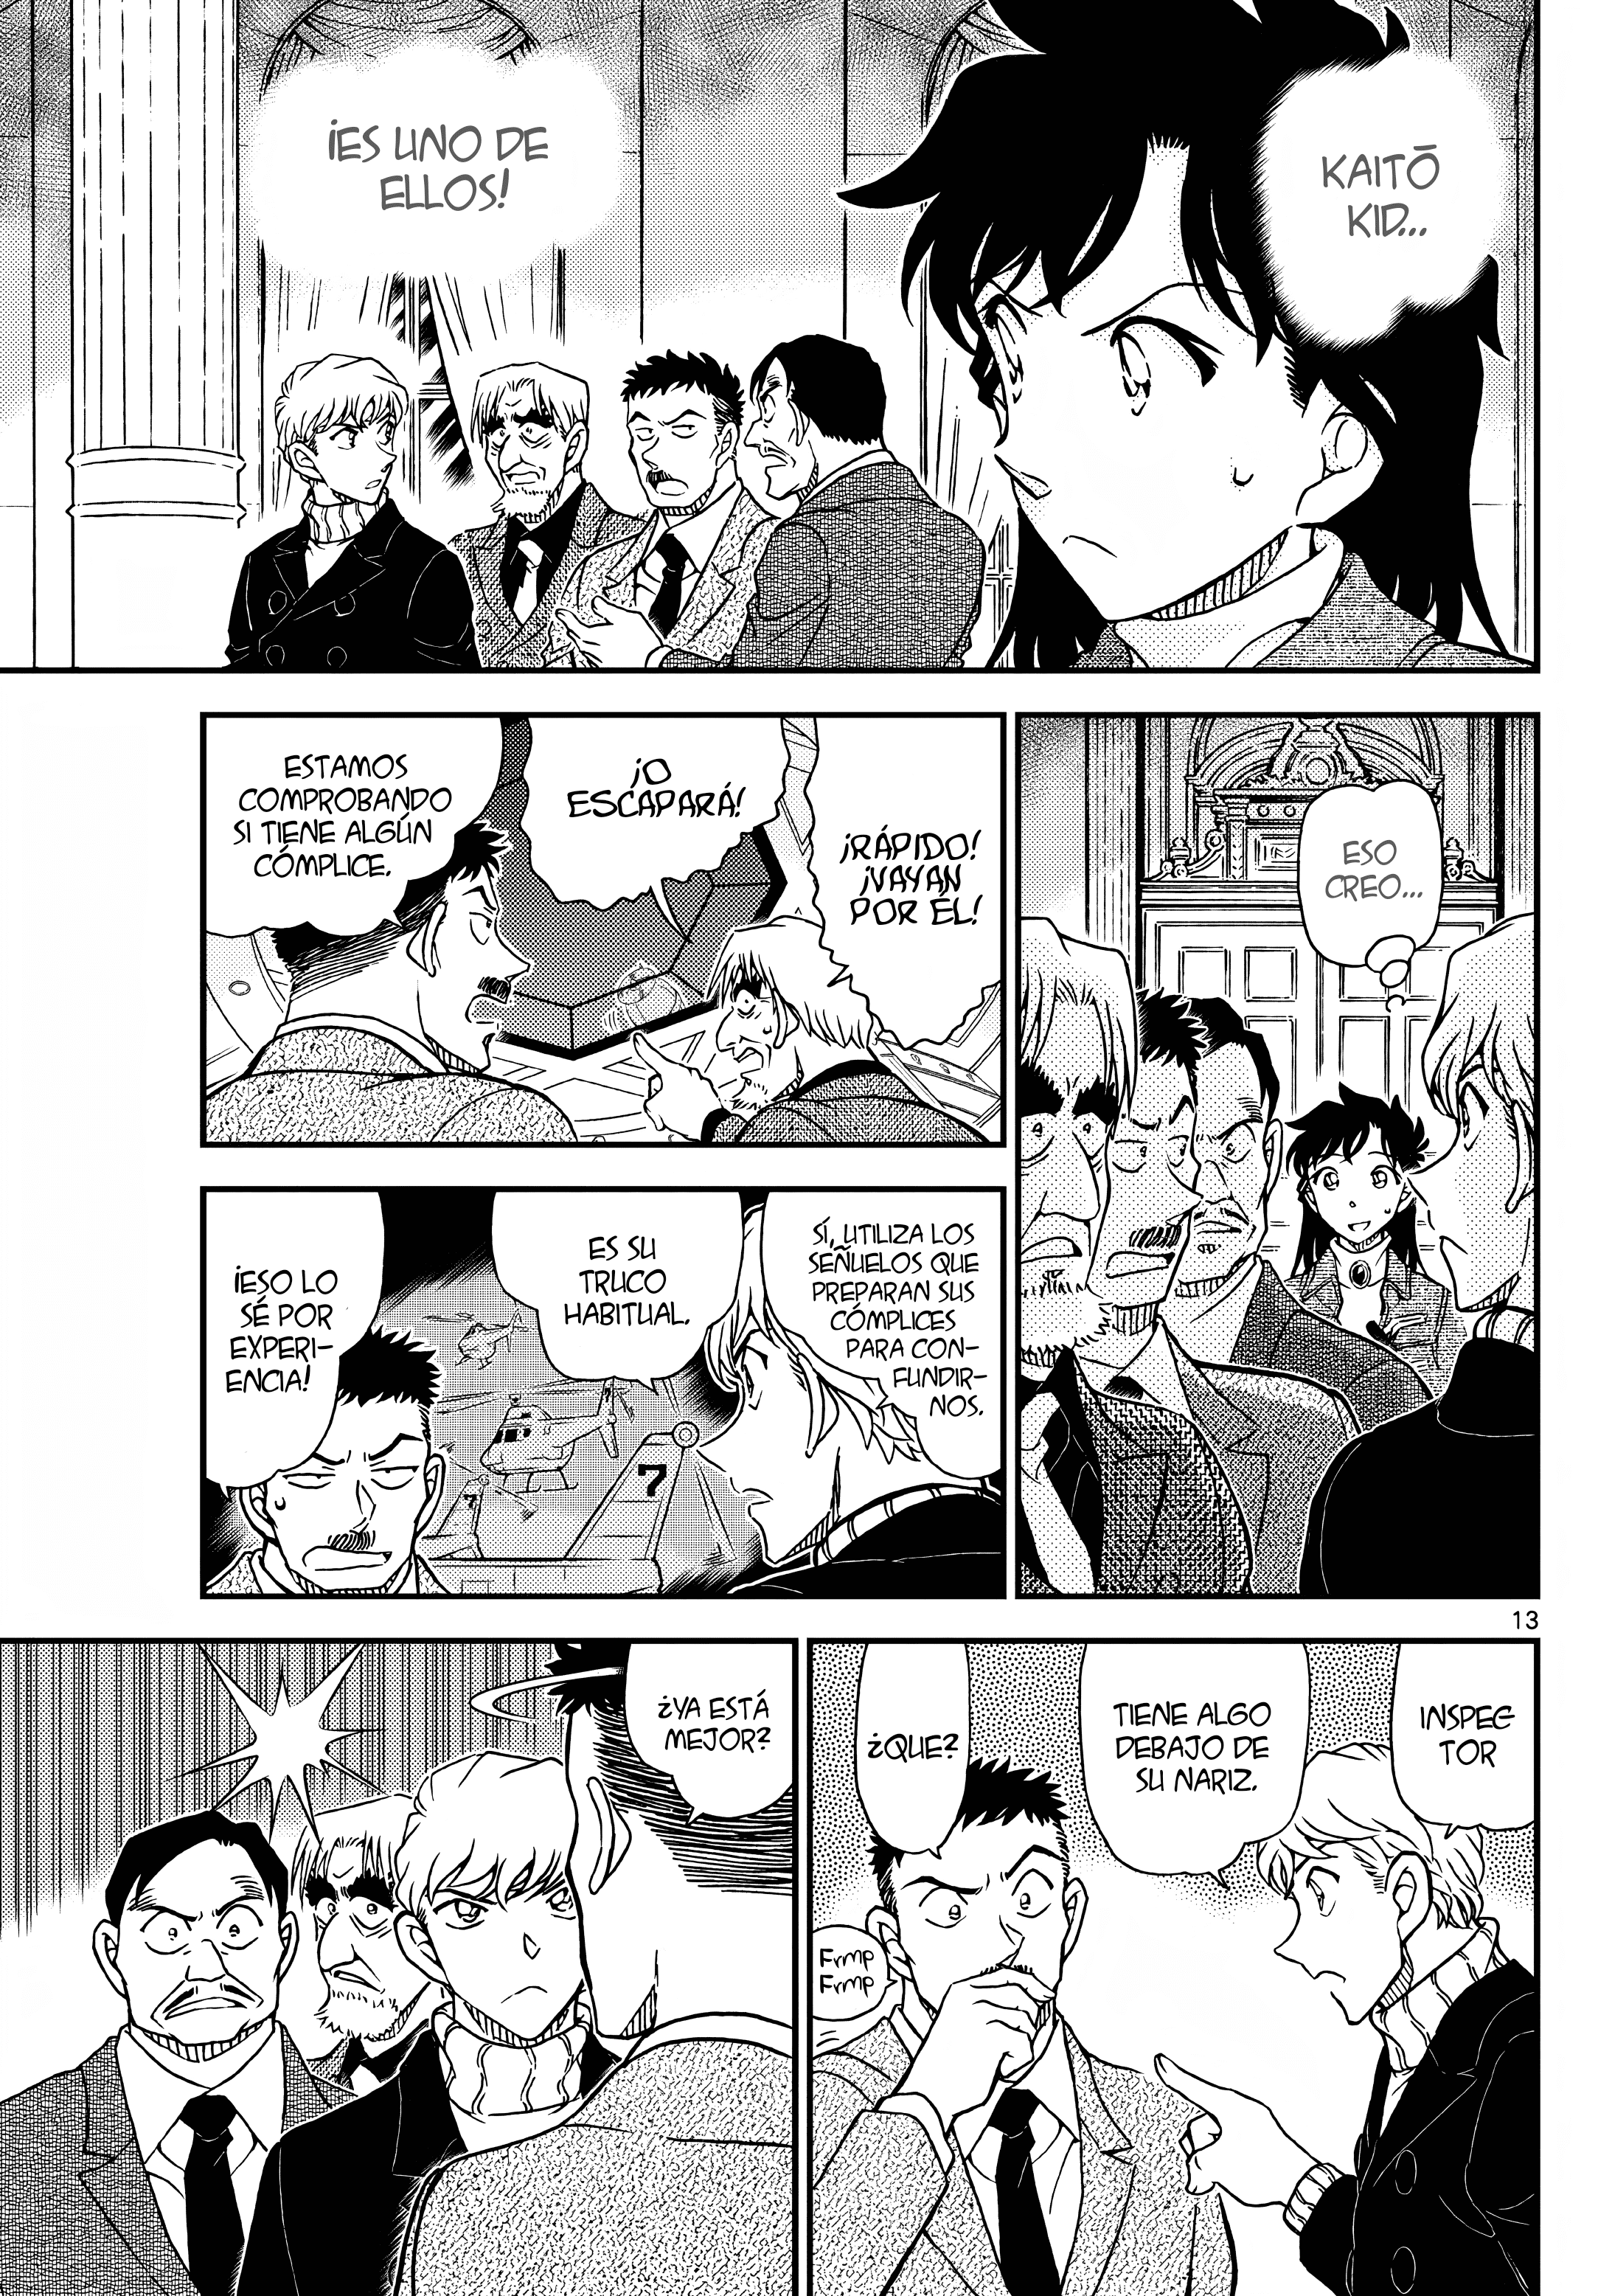 KAITŌ
KID...
¡ES UNO DE
ELLOS!
ESO
CREO...
¡RÁPIDO!
¡VAYAN
POR ÉL!
¡O
ESCAPARÁ!
ESTAMOS
COMPROBANDO
SI TIENE ALGÚN
CÓMPLICE.
SÍ, UTILIZA LOS
SEÑUELOS QUE
PREPARAN SUS
CÓMPLICES
PARA CON-
FUNDIR-
NOS.
ES SU
TRUCO
HABITUAL.
7
¡ESO LO
SÉ POR
EXPERI-
ENCIA!
13
INSPEC-
TOR
TIENE ALGO
DEBAJO DE
SU NARIZ.
¿QUE?
Frmp
Frmp
¿YA ESTÁ
MEJOR?